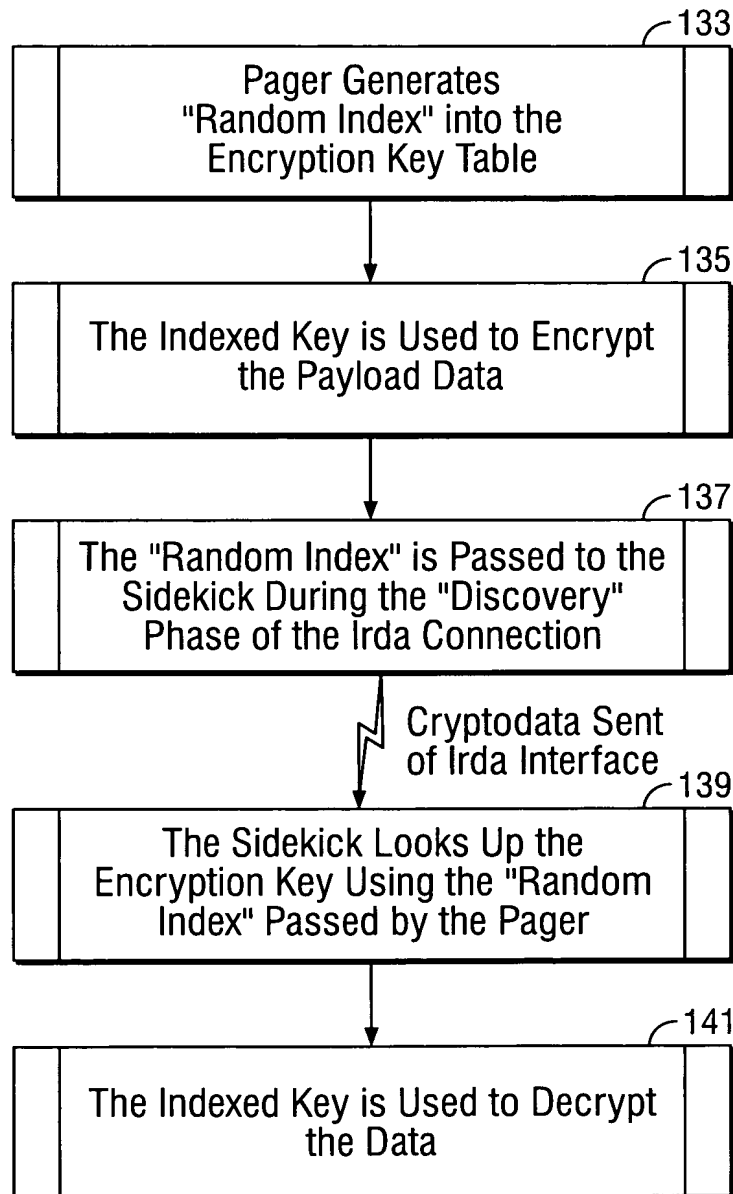 133
Pager Generates
"Random Index" into the
Encryption Key Table
135
The Indexed Key is Used to Encrypt
the Payload Data
137
The "Random Index" is Passed to the
Sidekick During the "Discovery"
Phase of the Irda Connection
Cryptodata Sent
of Irda Interface
139
The Sidekick Looks Up the
Encryption Key Using the "Random
Index" Passed by the Pager
141
The Indexed Key is Used to Decrypt
the Data